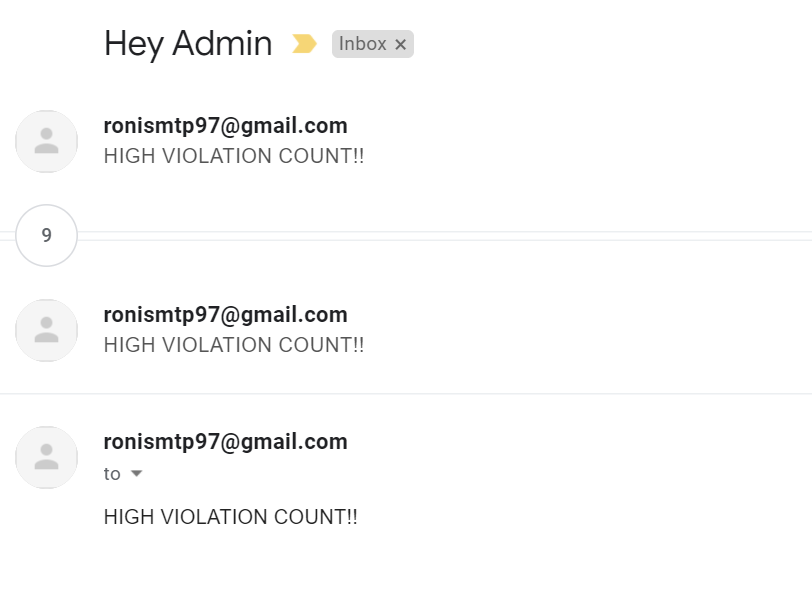 Hey Admin Inbox ×
ronismtp97@gmail.com
HIGH VIOLATION COUNT!!
9
ronismtp97@gmail.com
HIGH VIOLATION COUNT!!
ronismtp97@gmail.com
to
HIGH VIOLATION COUNT!!